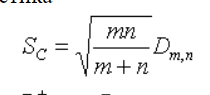 S_C = \sqrt{\frac{mn}{m+n}} D_{m,n}